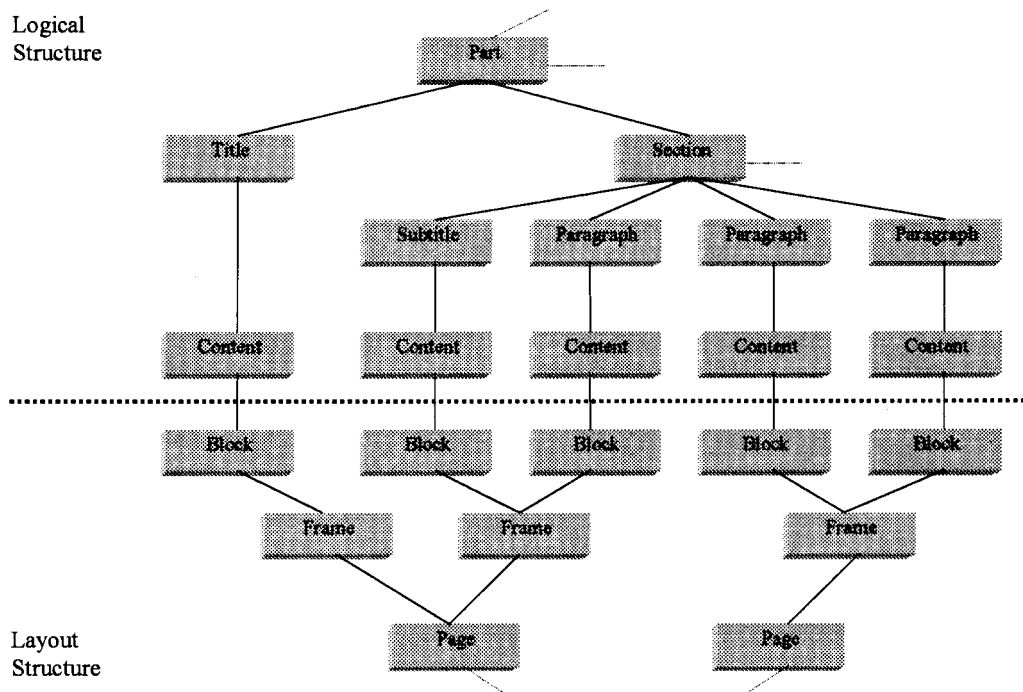 Logical
Structure
Part
Title Section
Subtitle Paragraph Paragraph Paragraph
Content Content Content Content Content
Block Block Block Block Block
Frame Frame Frame
Page Page
Layout
Structure